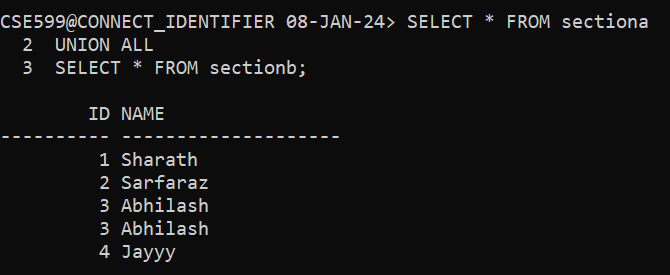 CSE599@CONNECT_IDENTIFIER 08-JAN-24> SELECT * FROM sectiona
  2  UNION ALL
  3  SELECT * FROM sectionb;

        ID NAME
---------- --------------------
         1 Sharath
         2 Sarfaraz
         3 Abhilash
         3 Abhilash
         4 Jayyy